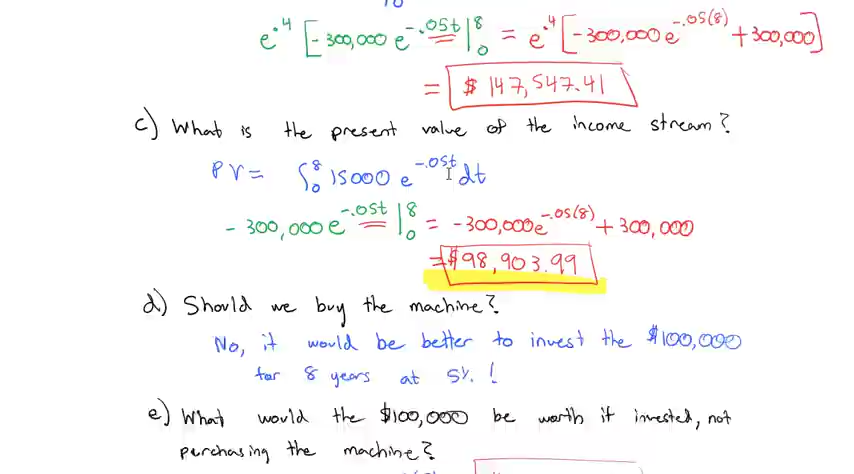 e^.4 [-300,000 e^-.05t |_0^8 = e^.4 [-300,000 e^-.05(8) + 300,000]
= $147,547.41
c) What is the present value of the income stream?
PV = ∫_0^8 15000 e^-.05t dt
-300,000 e^-.05t |_0^8 = -300,000 e^-.05(8) + 300,000
= $98,903.99
d) Should we buy the machine?
No, it would be better to invest the $100,000
for 8 years at 5%!
e) What would the $100,000 be worth if invested, not
purchasing the machine?